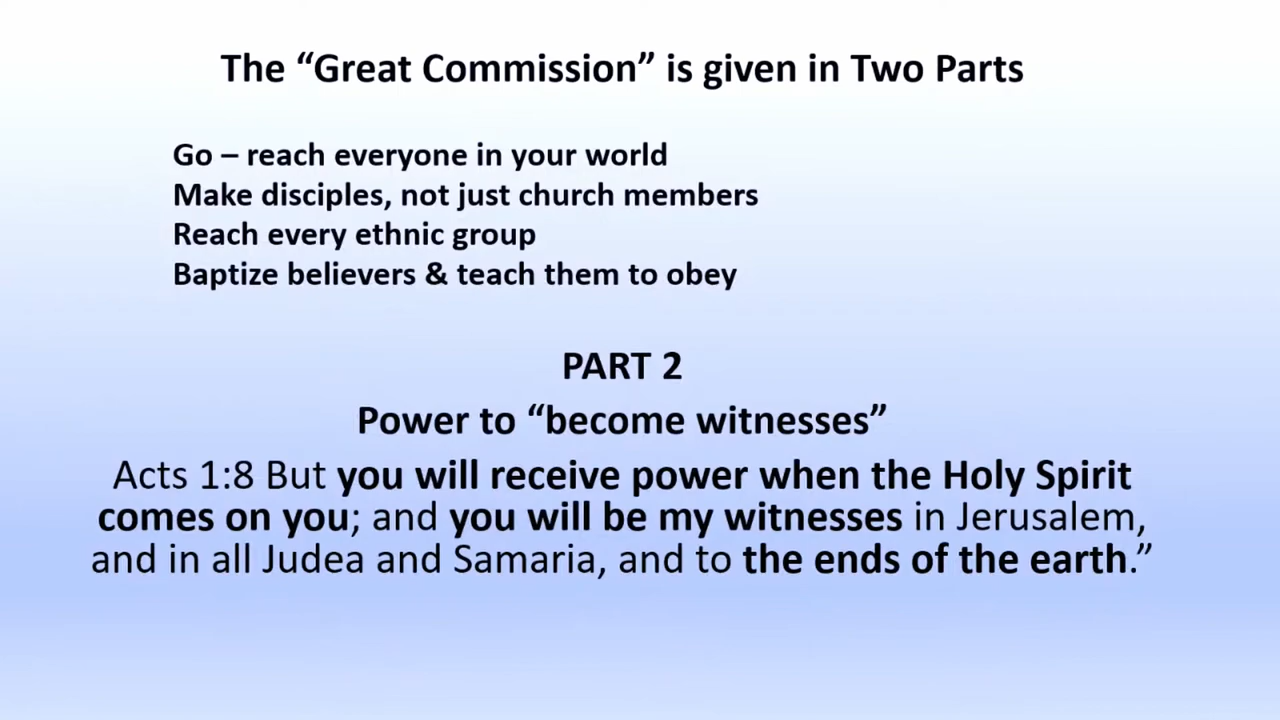 The “Great Commission” is given in Two Parts
Go – reach everyone in your world
Make disciples, not just church members
Reach every ethnic group
Baptize believers & teach them to obey
PART 2
Power to “become witnesses”
Acts 1:8 But you will receive power when the Holy Spirit
comes on you; and you will be my witnesses in Jerusalem,
and in all Judea and Samaria, and to the ends of the earth.”